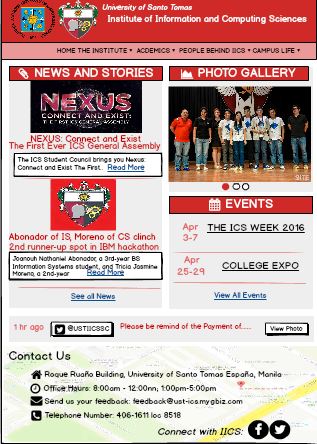 University of Santo Tomas
Institute of Information and Computing Sciences
HOME THE INSTITUTE ACDEMICS PEOPLE BEHIND IICS CAMPUS LIFE
NEWS AND STORIES
NEXUS
CONNECT AND EXIST:
THE FIRST IICS GENERAL ASSEMBLY
NEXUS: Connect and Exist
The First Ever ICS General Assembly
The ICS Student Council brings you Nexus:
Connect and Exist The First.. Read More
Abonador of IS, Moreno of CS clinch
2nd runner-up spot in IBM hackathon
Joanouh Nathaniel Abonador, a 3rd-year BS
Information Systems student, and Tricia Jasmine
Moreno, a 2nd-year Read More
See all News
PHOTO GALLERY
SITE
EVENTS
Apr
3-7
THE ICS WEEK 2016
Apr
25-29
COLLEGE EXPO
View All Events
1 hr ago
@USTIICSSC
Please be remind of the Payment of....
View Photo
Contact Us
Roque Ruaño Building, University of Santo Tomas España, Manila
Office Hours: 8:00am - 12:00nn; 1:00pm-5:00pm
Send us your feedback: feedback@ust-ics.mygbiz.com
Telephone Number: 406-1611 loc 8518
Connect with IICS: